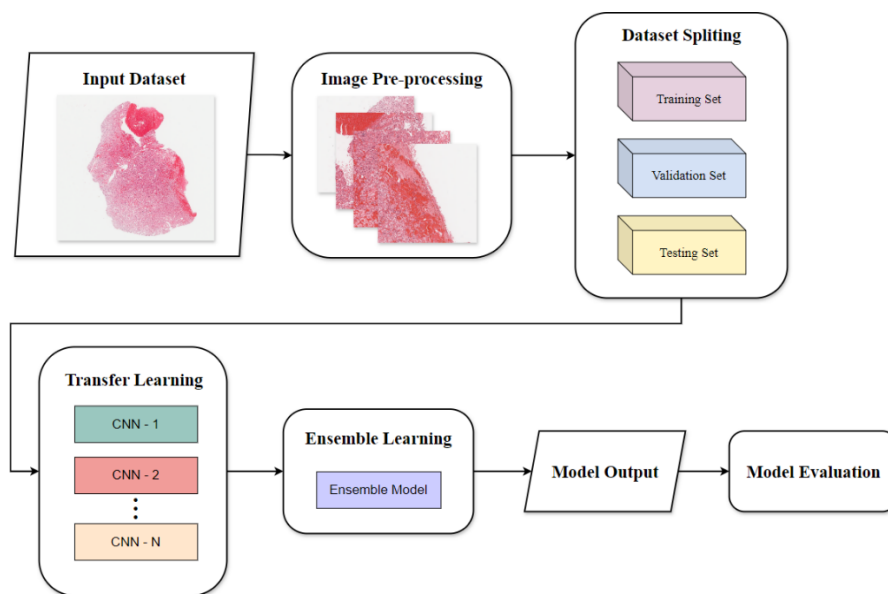 Input Dataset
Image Pre-processing
Dataset Spliting
Training Set
Validation Set
Testing Set
Transfer Learning
CNN - 1
CNN - 2
CNN - N
Ensemble Learning
Ensemble Model
Model Output
Model Evaluation